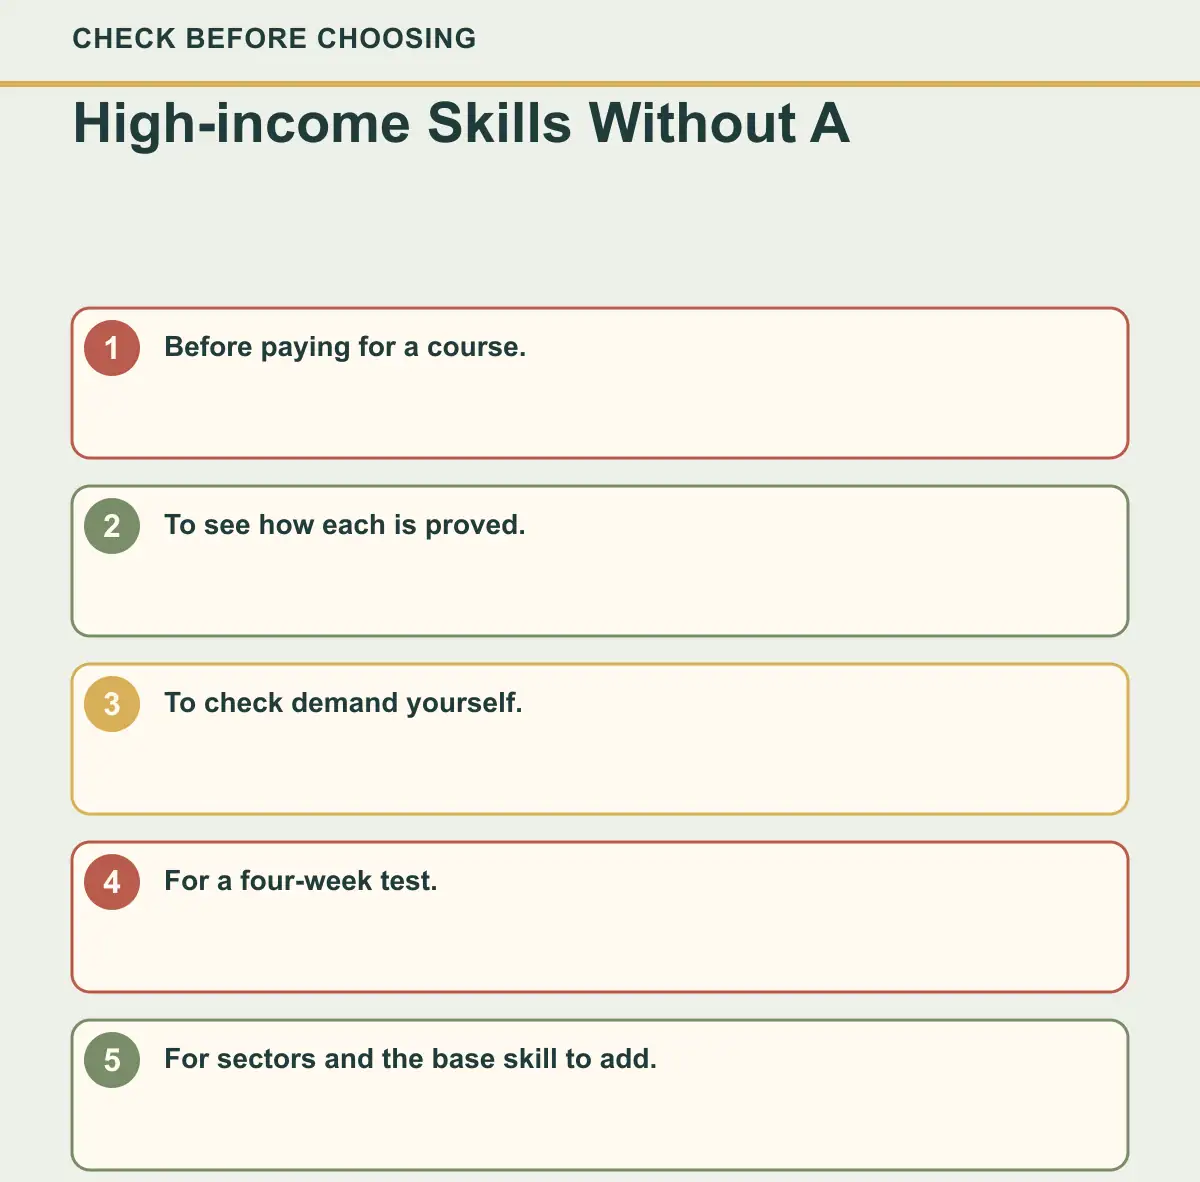 CHECK BEFORE CHOOSING
High-income Skills Without A
1 Before paying for a course.
2 To see how each is proved.
3 To check demand yourself.
4 For a four-week test.
5 For sectors and the base skill to add.